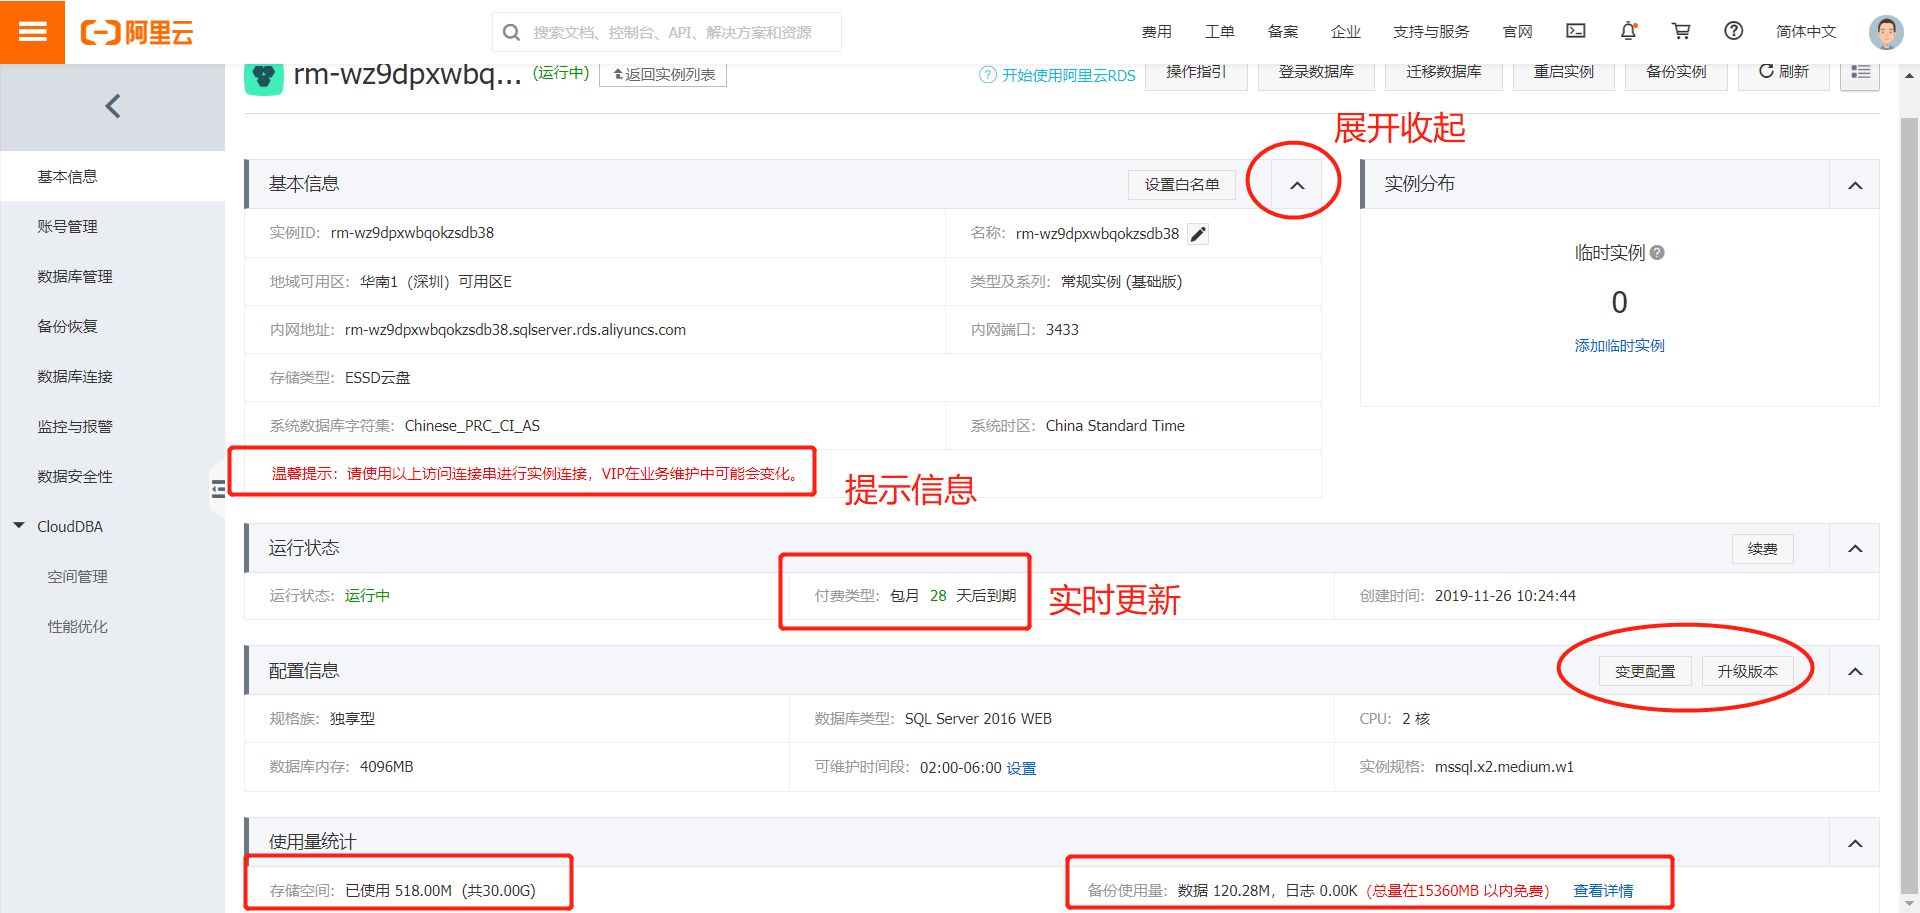 阿里云
搜索文档、控制台、API、解决方案和资源
费用
工单
备案
企业
支持与服务
官网
简体中文
rm-wz9dpxwbq...
(运行中)
返回实例列表
开始使用阿里云RDS
操作指引
登录数据库
迁移数据库
重启实例
备份实例
刷新
展开收起
基本信息
账号管理
数据库管理
备份恢复
数据库连接
监控与报警
数据安全性
CloudDBA
空间管理
性能优化
基本信息
设置白名单
实例ID: rm-wz9dpxwbqokzsdb38
名称: rm-wz9dpxwbqokzsdb38
地域可用区: 华南1（深圳）可用区E
类型及系列: 常规实例 (基础版)
内网地址: rm-wz9dpxwbqokzsdb38.sqlserver.rds.aliyuncs.com
内网端口: 3433
存储类型: ESSD云盘
系统数据库字符集: Chinese_PRC_CI_AS
系统时区: China Standard Time
温馨提示: 请使用以上访问连接串进行实例连接，VIP在业务维护中可能会变化。
提示信息
实例分布
临时实例
0
添加临时实例
运行状态
续费
运行状态: 运行中
付费类型: 包月 28 天后到期
实时更新
创建时间: 2019-11-26 10:24:44
配置信息
变更配置
升级版本
规格族: 独享型
数据库类型: SQL Server 2016 WEB
CPU: 2 核
数据库内存: 4096MB
可维护时间段: 02:00-06:00 设置
实例规格: mssql.x2.medium.w1
使用量统计
存储空间: 已使用 518.00M（共30.00G）
备份使用量: 数据 120.28M，日志 0.00K（总量在15360MB 以内免费） 查看详情